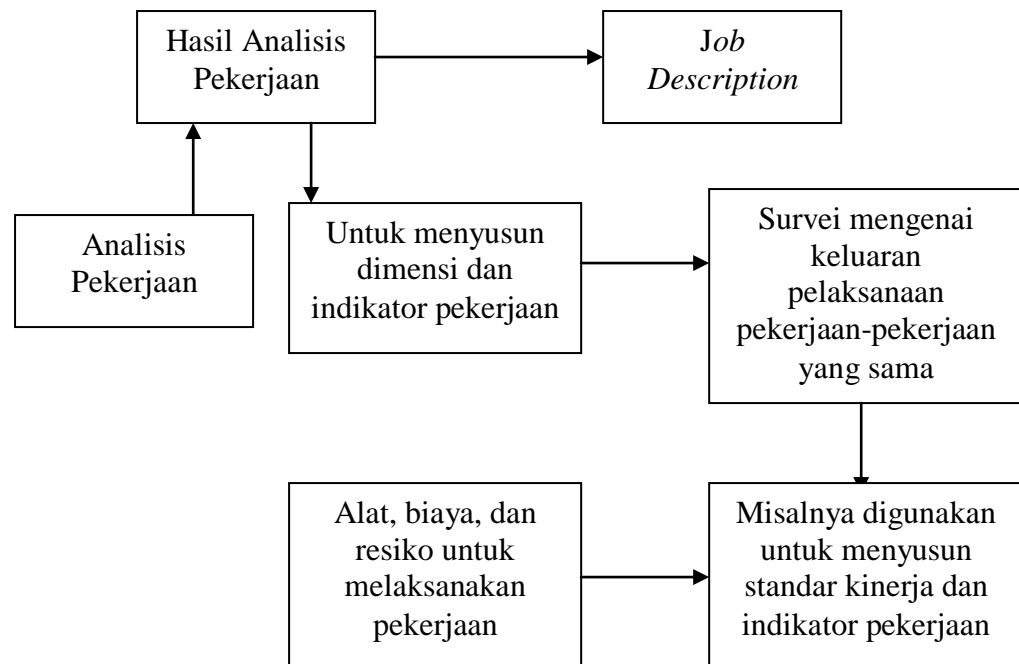 Hasil Analisis
Pekerjaan
Job
Description
Analisis
Pekerjaan
Untuk menyusun
dimensi dan
indikator pekerjaan
Survei mengenai
keluaran
pelaksanaan
pekerjaan-pekerjaan
yang sama
Alat, biaya, dan
resiko untuk
melaksanakan
pekerjaan
Misalnya digunakan
untuk menyusun
standar kinerja dan
indikator pekerjaan